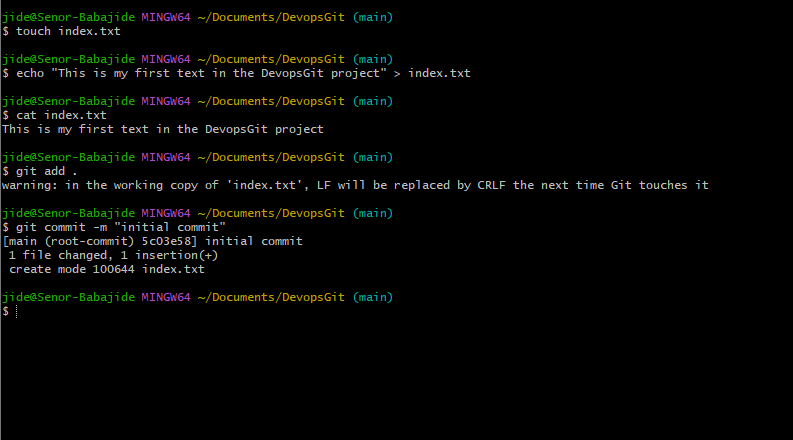 jide@Senor-Babajide MINGW64 ~/Documents/DevopsGit (main)
$ touch index.txt
jide@Senor-Babajide MINGW64 ~/Documents/DevopsGit (main)
$ echo "This is my first text in the DevopsGit project" > index.txt
jide@Senor-Babajide MINGW64 ~/Documents/DevopsGit (main)
$ cat index.txt
This is my first text in the DevopsGit project
jide@Senor-Babajide MINGW64 ~/Documents/DevopsGit (main)
$ git add .
warning: in the working copy of 'index.txt', LF will be replaced by CRLF the next time Git touches it
jide@Senor-Babajide MINGW64 ~/Documents/DevopsGit (main)
$ git commit -m "initial commit"
[main (root-commit) 5c03e58] initial commit
 1 file changed, 1 insertion(+)
 create mode 100644 index.txt
jide@Senor-Babajide MINGW64 ~/Documents/DevopsGit (main)
$